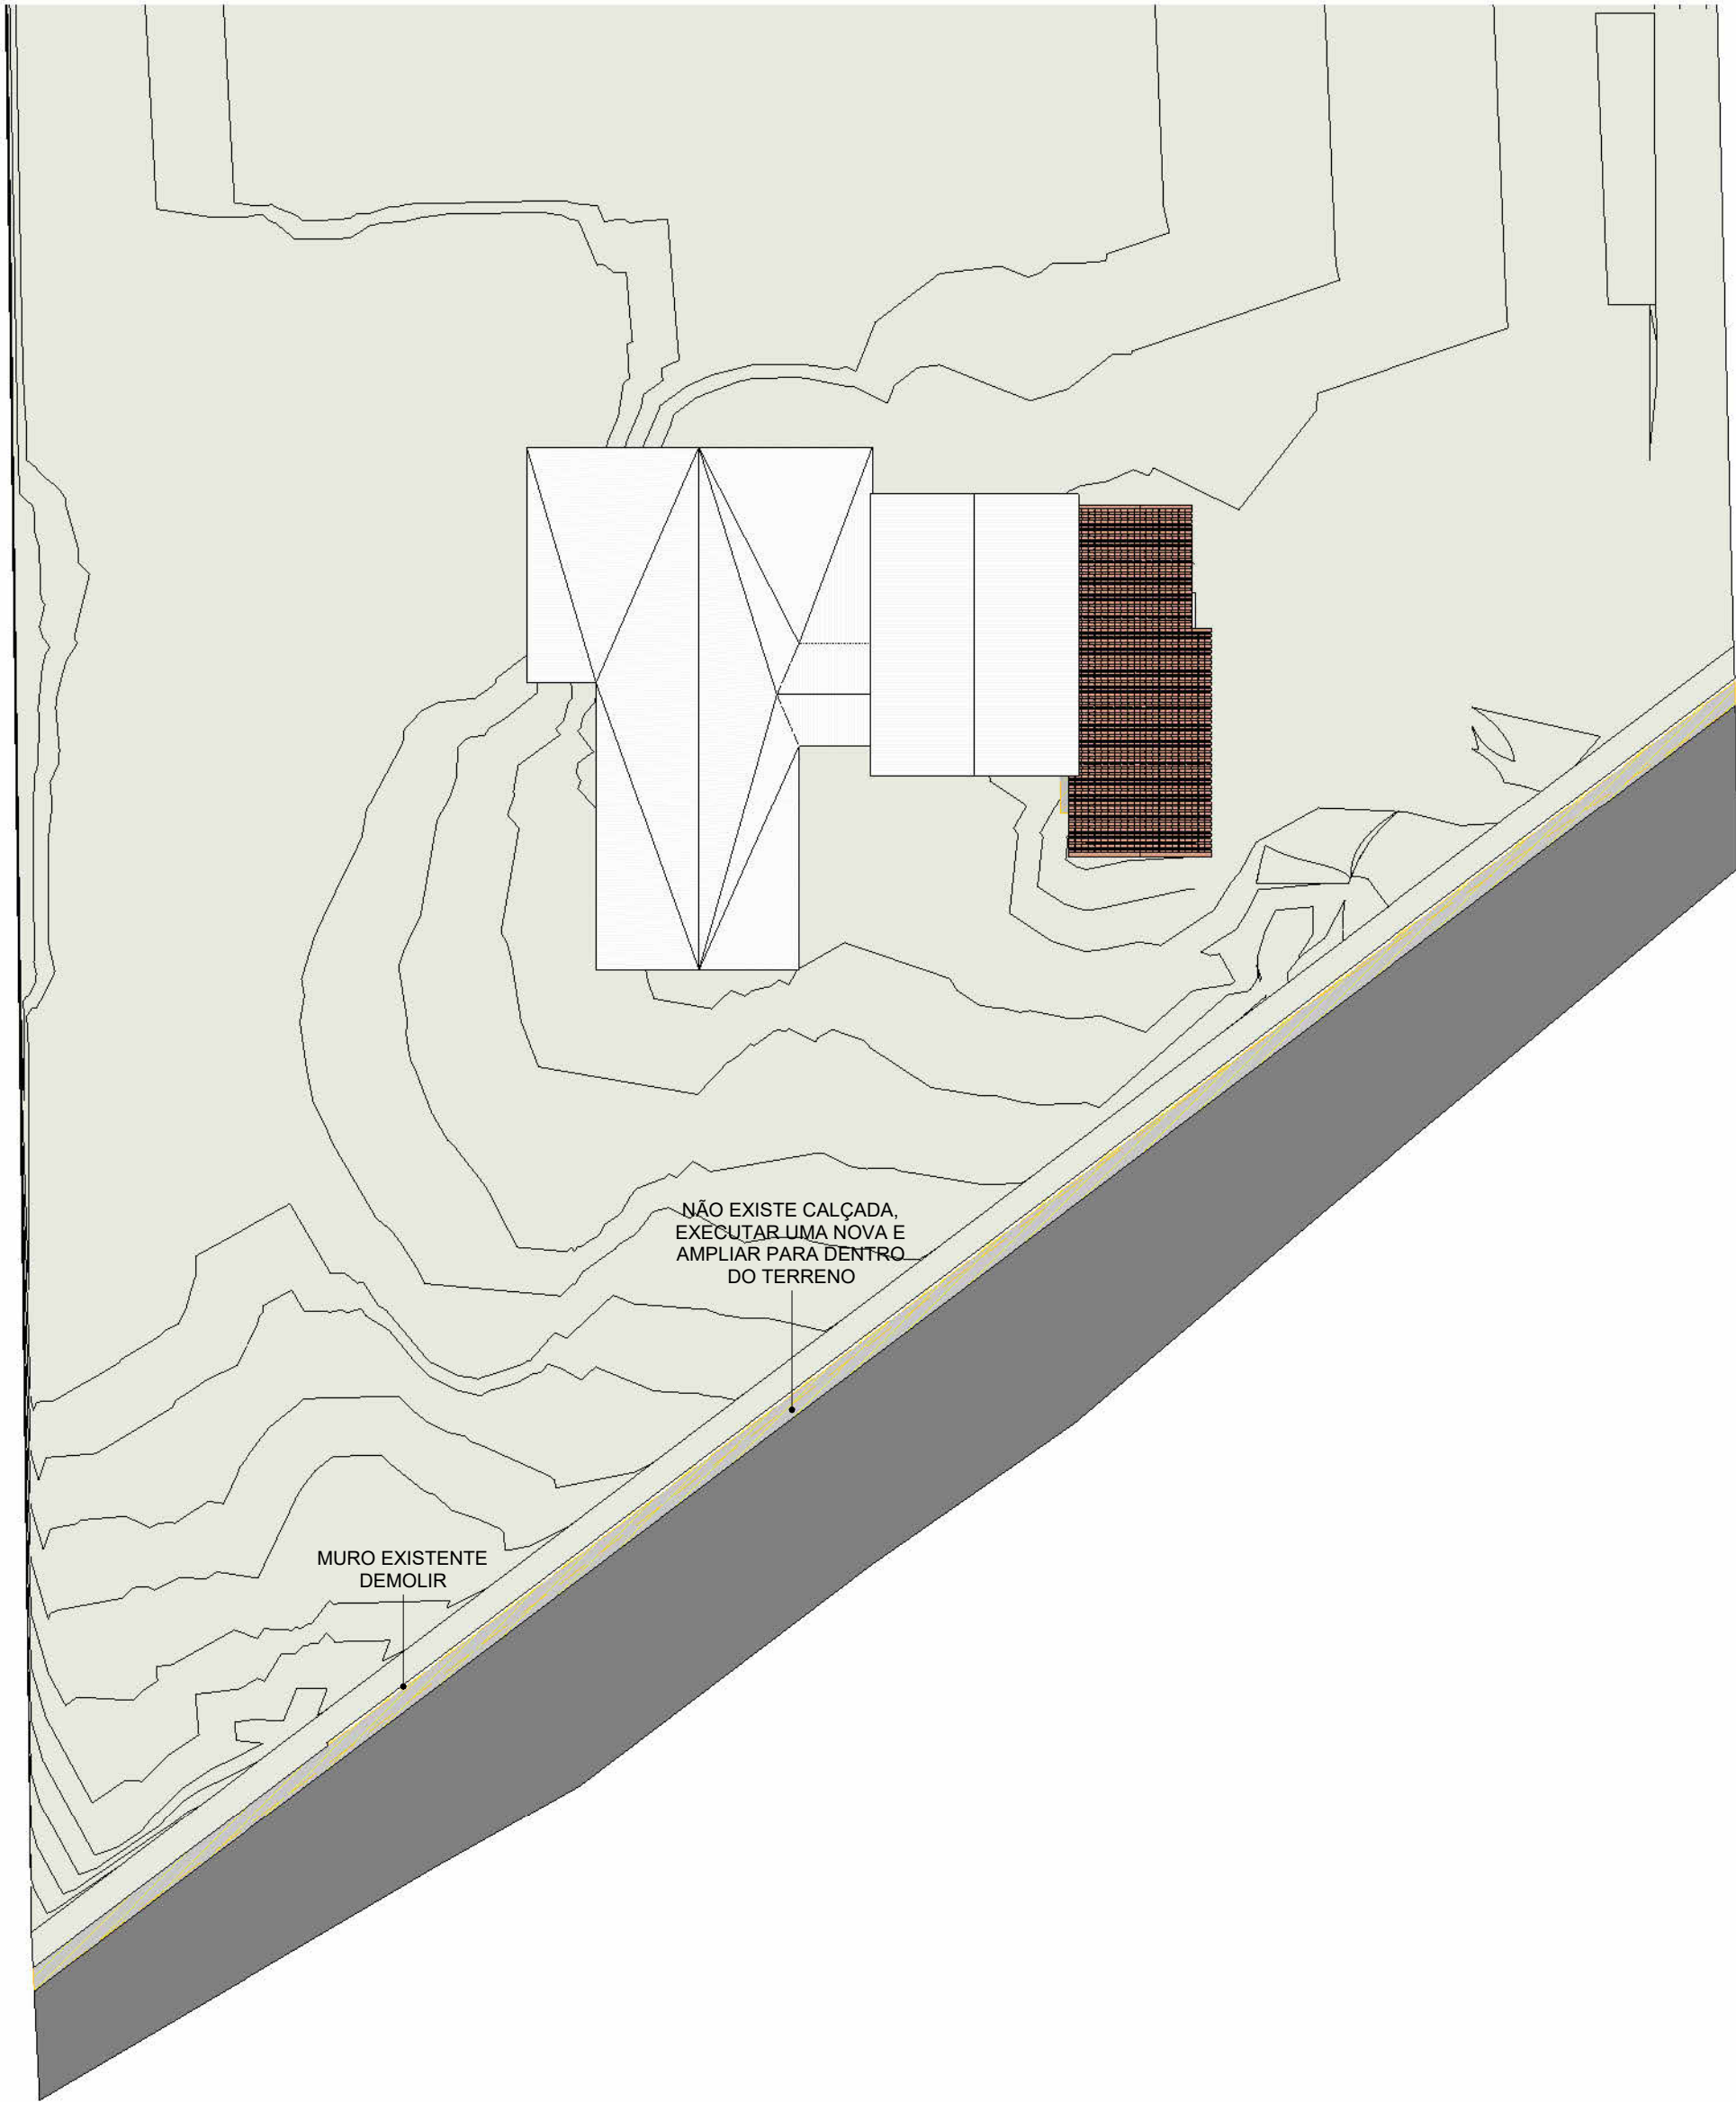 NÃO EXISTE CALÇADA,
EXECUTAR UMA NOVA E
AMPLIAR PARA DENTRO
DO TERRENO
MURO EXISTENTE
DEMOLIR